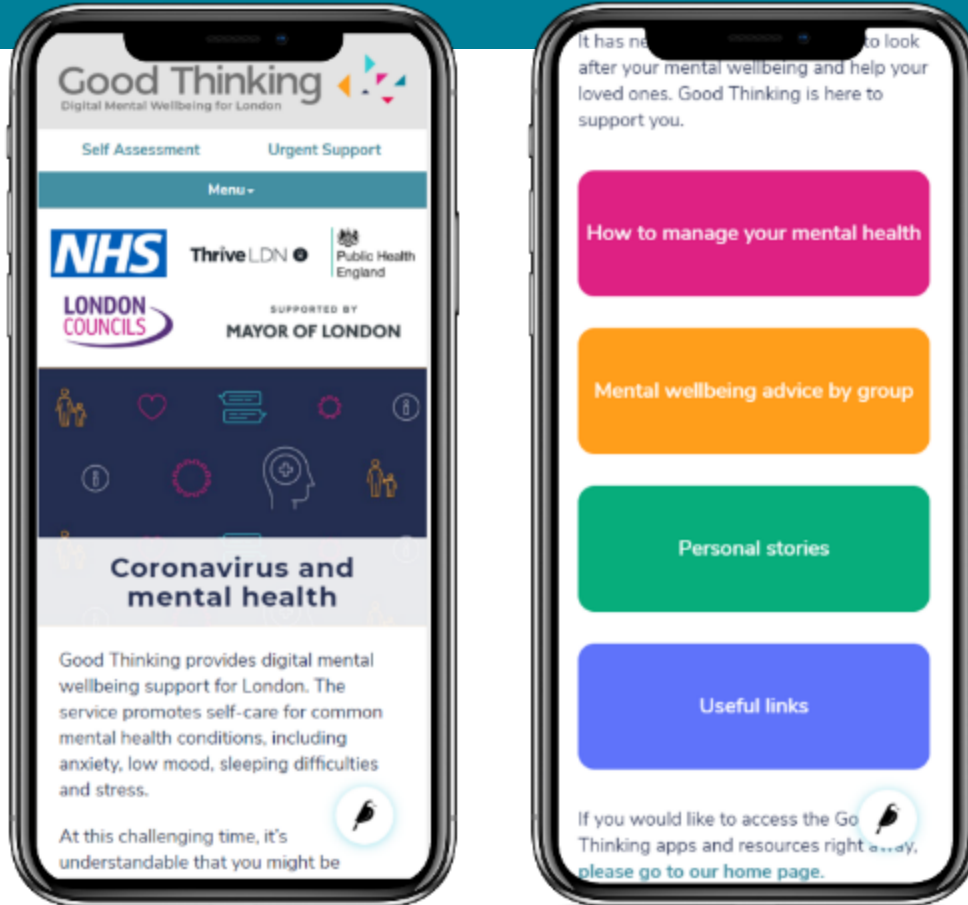 Good Thinking
Digital Mental Wellbeing for London
Self Assessment Urgent Support
Menu
NHS
Thrive LDN
Public Health
England
LONDON
COUNCILS
SUPPORTED BY
MAYOR OF LONDON
Coronavirus and
mental health
Good Thinking provides digital mental
wellbeing support for London. The
service promotes self-care for common
mental health conditions, including
anxiety, low mood, sleeping difficulties
and stress.
At this challenging time, it's
understandable that you might be
It has to look
after your mental wellbeing and help your
loved ones. Good Thinking is here to
support you.
How to manage your mental health
Mental wellbeing advice by group
Personal stories
Useful links
If you would like to access the
Thinking apps and resources right away,
please go to our home page.